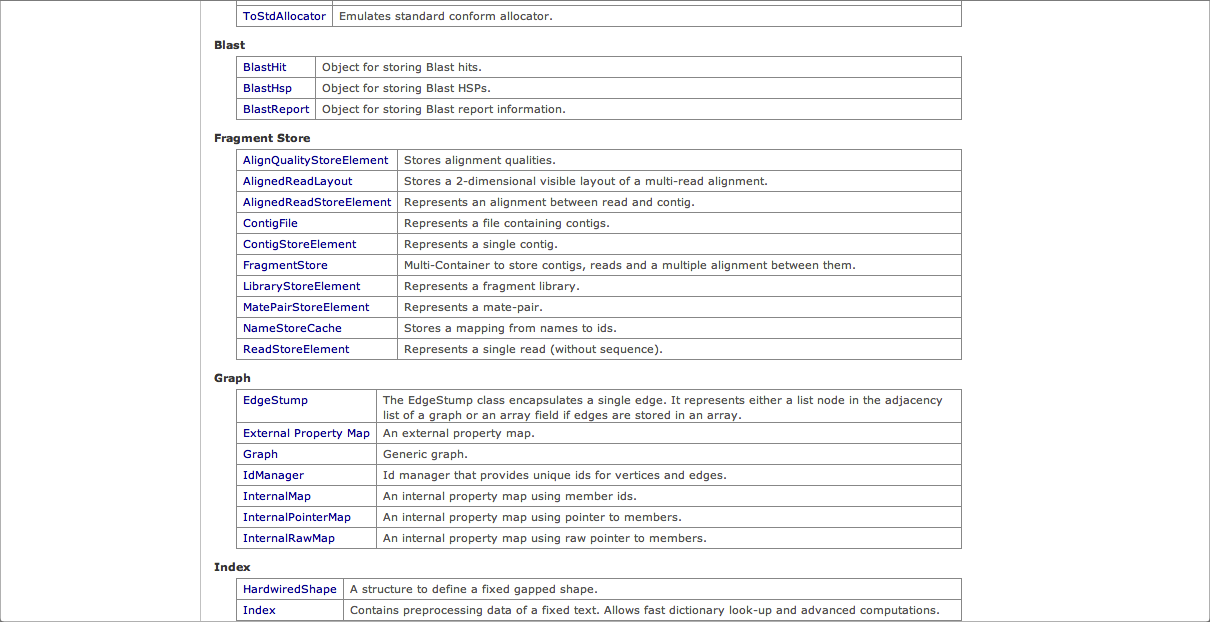 ToStdAllocator Emulates standard conform allocator.
Blast
BlastHit Object for storing Blast hits.
BlastHsp Object for storing Blast HSPs.
BlastReport Object for storing Blast report information.
Fragment Store
AlignQualityStoreElement Stores alignment qualities.
AlignedReadLayout Stores a 2-dimensional visible layout of a multi-read alignment.
AlignedReadStoreElement Represents an alignment between read and contig.
ContigFile Represents a file containing contigs.
ContigStoreElement Represents a single contig.
FragmentStore Multi-Container to store contigs, reads and a multiple alignment between them.
LibraryStoreElement Represents a fragment library.
MatePairStoreElement Represents a mate-pair.
NameStoreCache Stores a mapping from names to ids.
ReadStoreElement Represents a single read (without sequence).
Graph
EdgeStump The EdgeStump class encapsulates a single edge. It represents either a list node in the adjacency
list of a graph or an array field if edges are stored in an array.
External Property Map An external property map.
Graph Generic graph.
IdManager Id manager that provides unique ids for vertices and edges.
InternalMap An internal property map using member ids.
InternalPointerMap An internal property map using pointer to members.
InternalRawMap An internal property map using raw pointer to members.
Index
HardwiredShape A structure to define a fixed gapped shape.
Index Contains preprocessing data of a fixed text. Allows fast dictionary look-up and advanced computations.